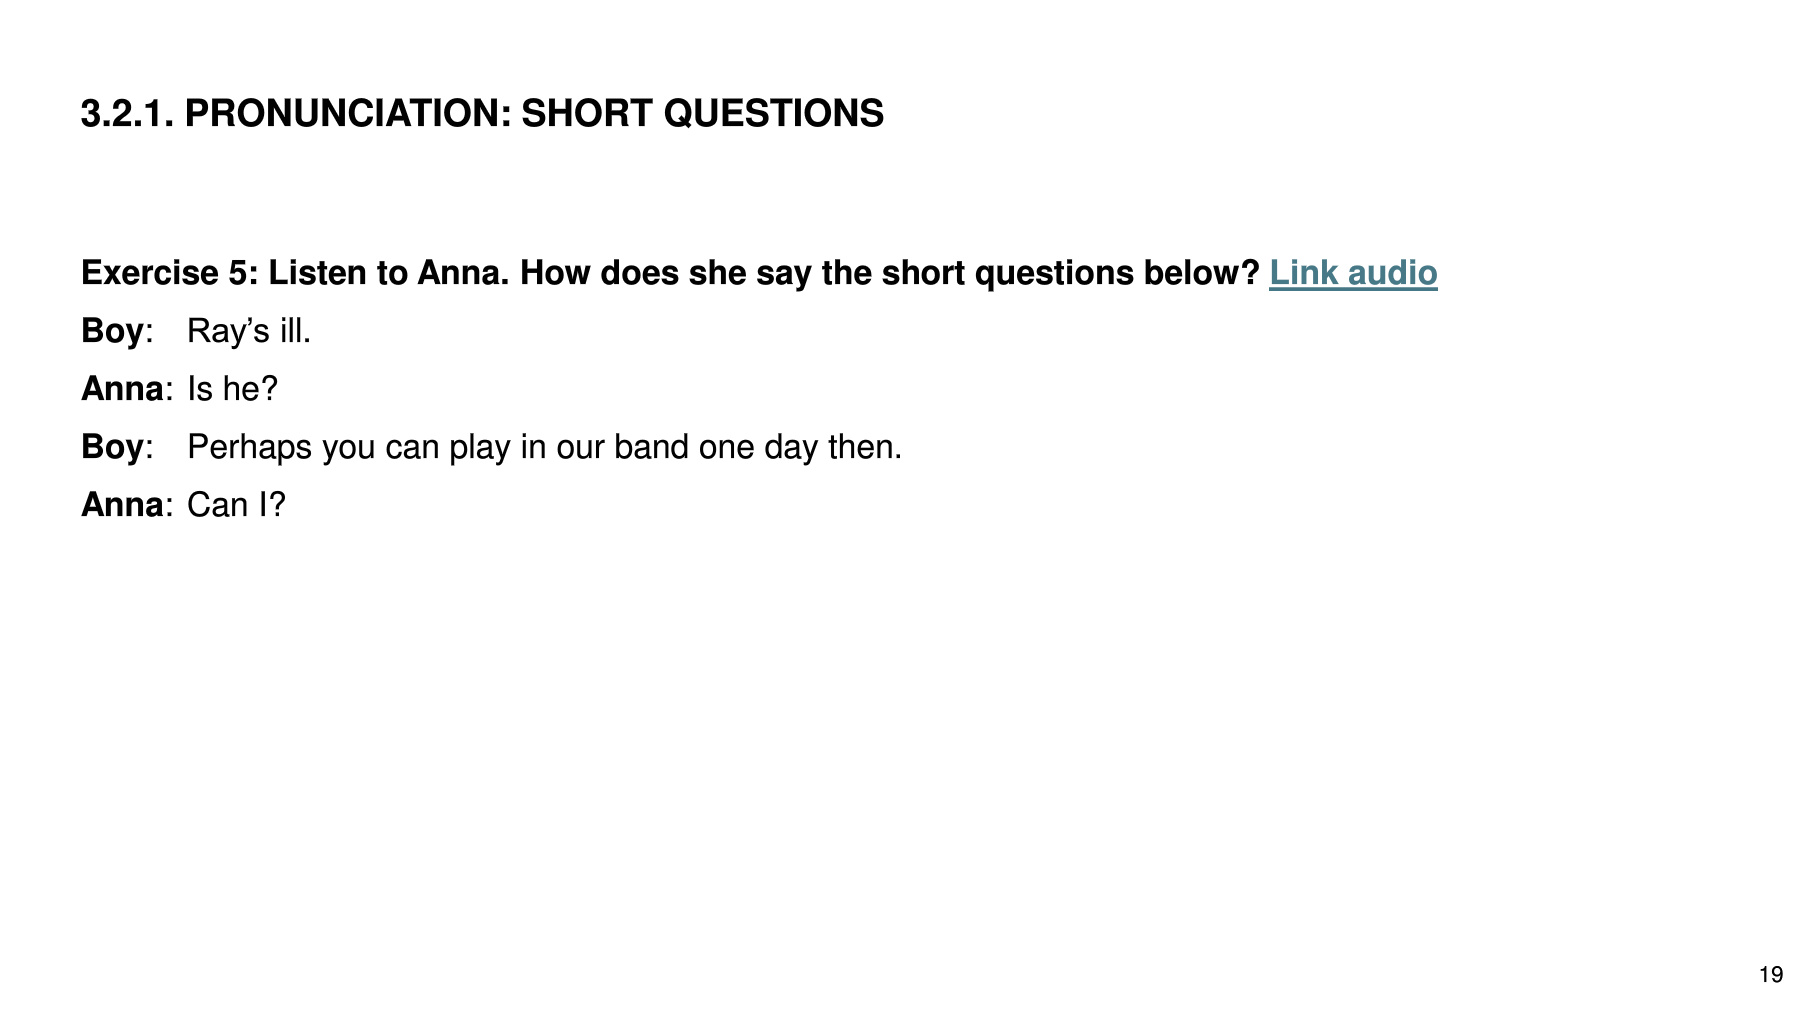 3.2.1. PRONUNCIATION: SHORT QUESTIONS
Exercise 5: Listen to Anna. How does she say the short questions below? Link audio
Boy: Ray’s ill.
Anna: Is he?
Boy: Perhaps you can play in our band one day then.
Anna: Can I?
19